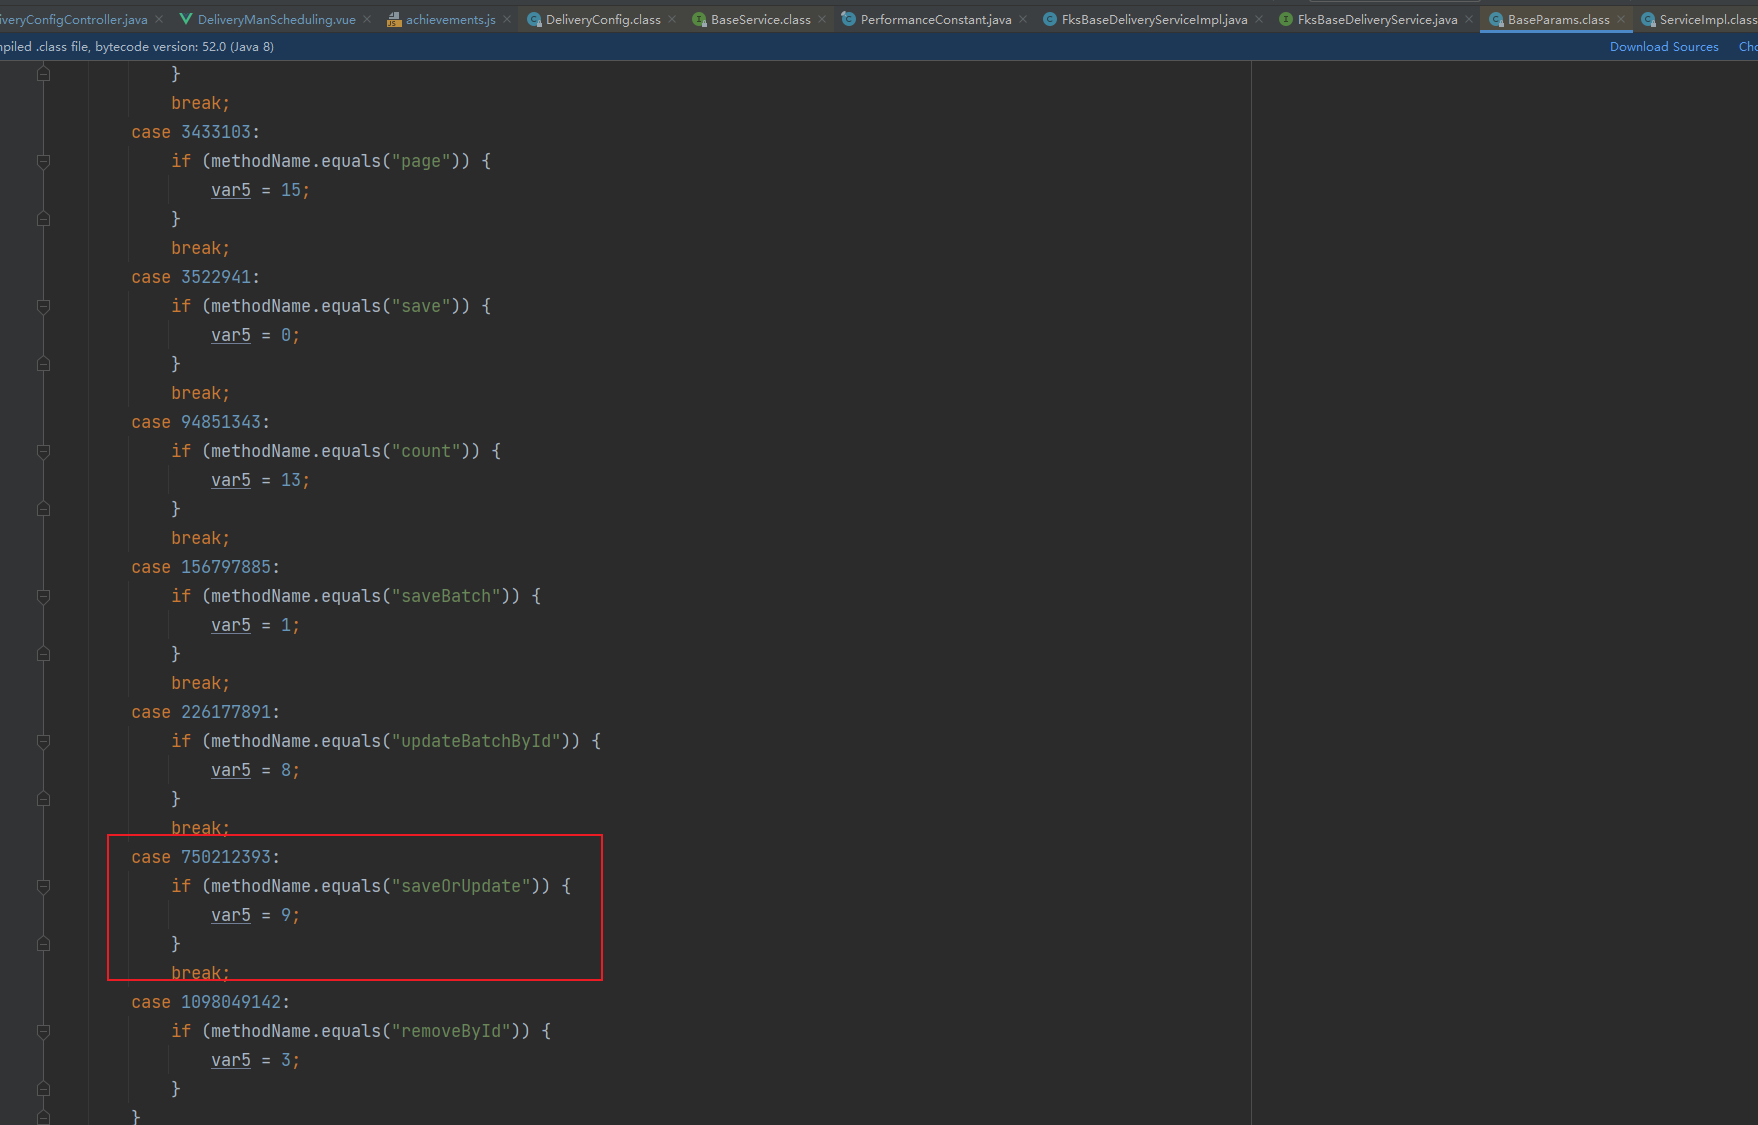 iveryConfigController.java DeliveryManScheduling.vue achievements.js DeliveryConfig.class BaseService.class PerformanceConstant.java FksBaseDeliveryServiceImpl.java FksBaseDeliveryService.java BaseParams.class ServiceImpl.class
mpiled .class file, bytecode version: 52.0 (Java 8) Download Sources Cho
}
break;
case 3433103:
if (methodName.equals("page")) {
var5 = 15;
}
break;
case 3522941:
if (methodName.equals("save")) {
var5 = 0;
}
break;
case 94851343:
if (methodName.equals("count")) {
var5 = 13;
}
break;
case 156797885:
if (methodName.equals("saveBatch")) {
var5 = 1;
}
break;
case 226177891:
if (methodName.equals("updateBatchById")) {
var5 = 8;
}
break;
case 750212393:
if (methodName.equals("saveOrUpdate")) {
var5 = 9;
}
break;
case 1098049142:
if (methodName.equals("removeById")) {
var5 = 3;
}
}